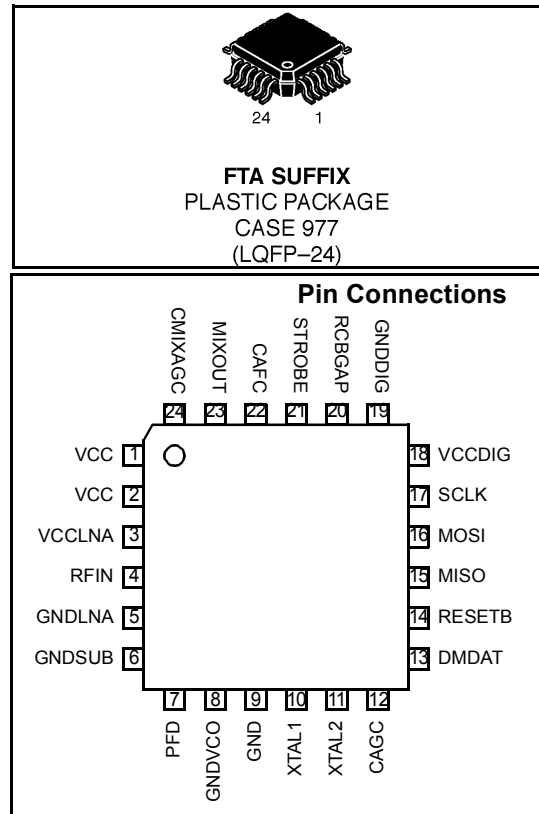 24 1
FTA SUFFIX
PLASTIC PACKAGE
CASE 977
(LQFP–24)
Pin Connections
CMIXAGC
MIXOUT
CAFC
STROBE
RCBGAP
GNDDIG
24 23 22 21 20 19
VCC 1
VCC 2
VCCLNA 3
RFIN 4
GNDLNA 5
GNDSUB 6
18 VCCDIG
17 SCLK
16 MOSI
15 MISO
14 RESETB
13 DMDAT
7 8 9 10 11 12
PFD
GNDVCO
GND
XTAL1
XTAL2
CAGC